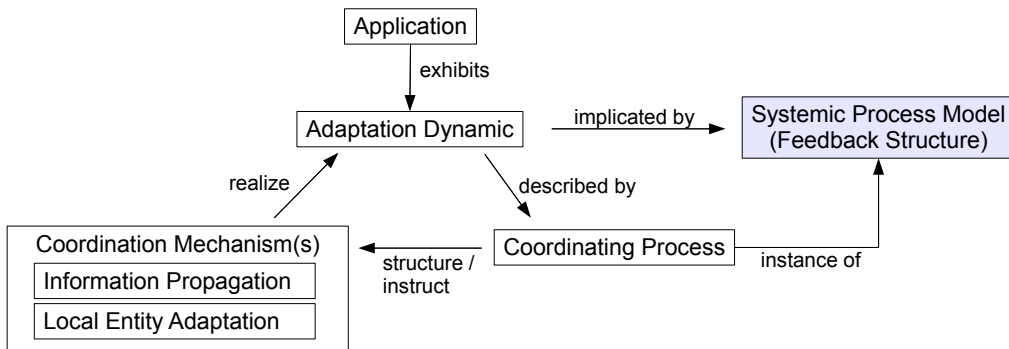 Application
exhibits
Adaptation Dynamic
implicated by
Systemic Process Model
(Feedback Structure)
realize
described by
Coordination Mechanism(s)
Information Propagation
Local Entity Adaptation
structure /
instruct
Coordinating Process
instance of